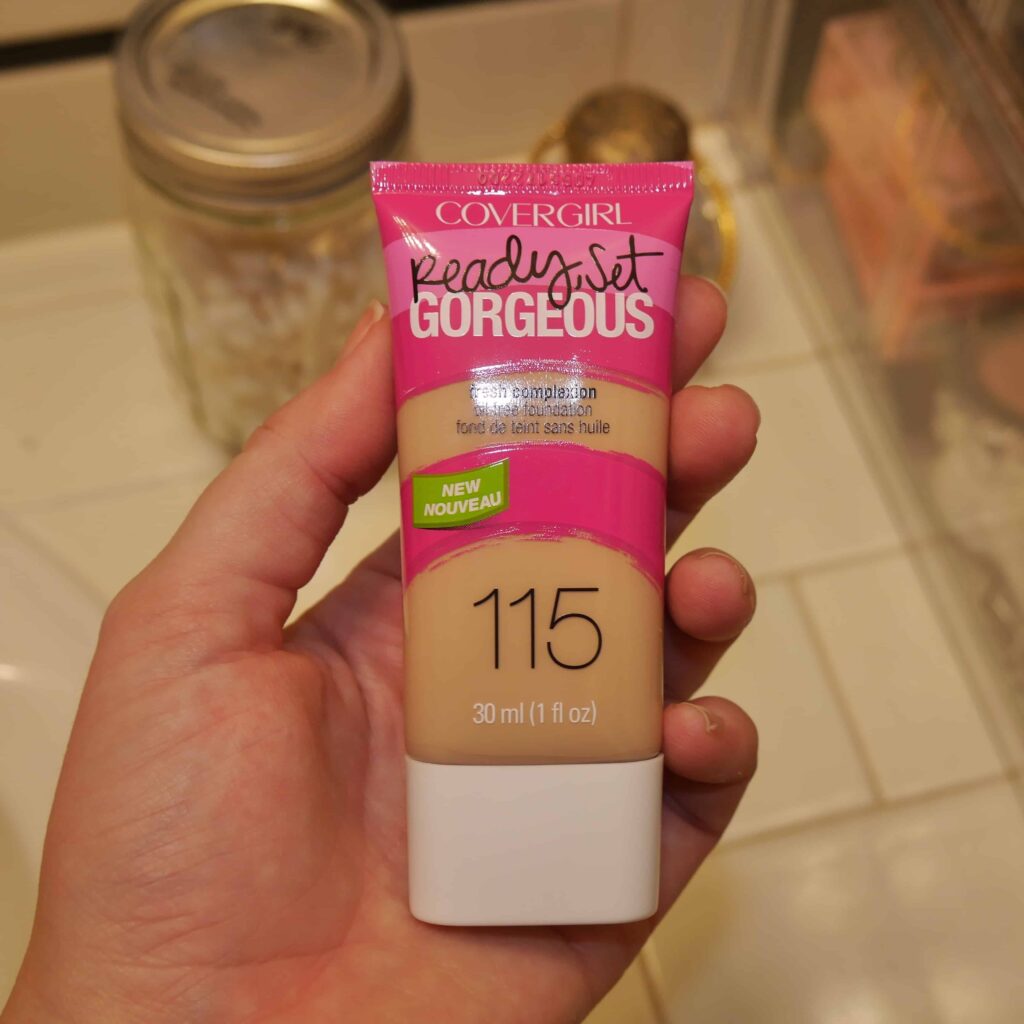 COVERGIRL
Ready, Set
GORGEOUS
fresh complexion
oil-free foundation
fond de teint sans huile
NEW
NOUVEAU
115
30 ml (1 fl oz)